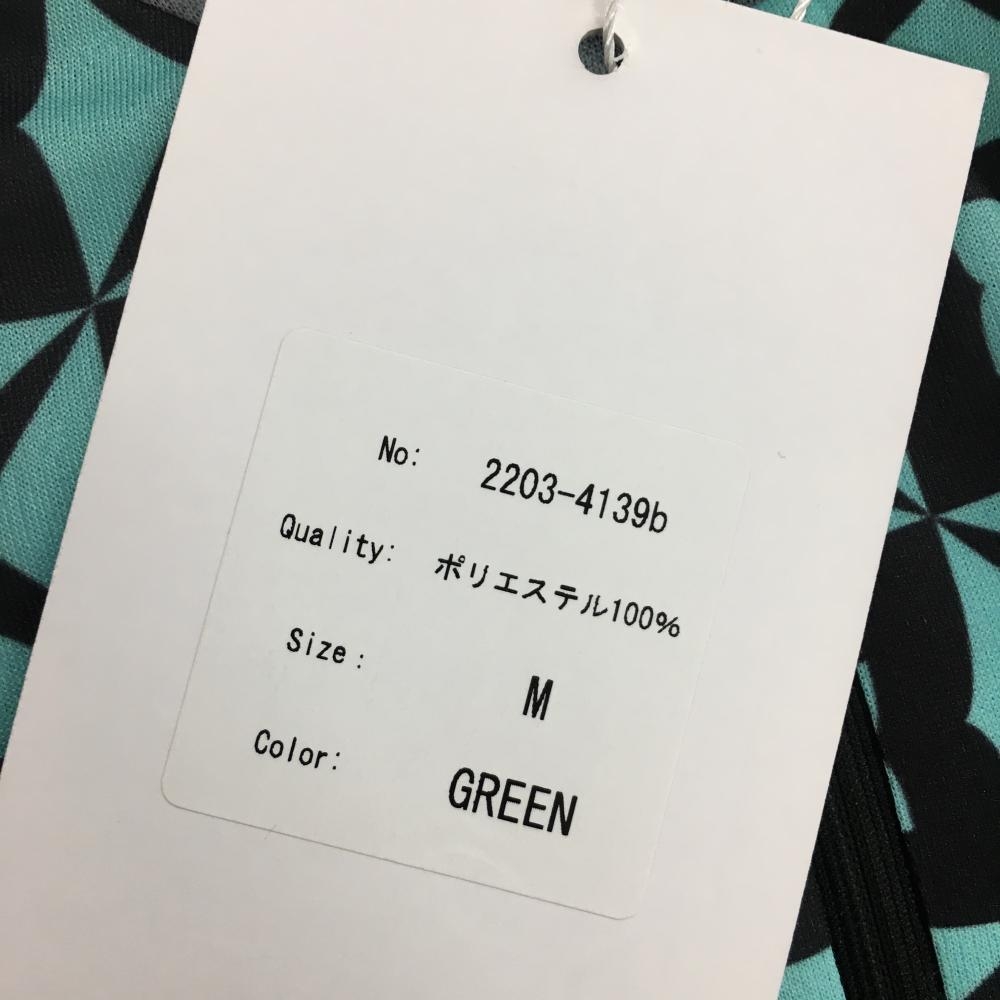 No: 2203-4139b
Quality: ポリエステル100%
Size: M
Color: GREEN